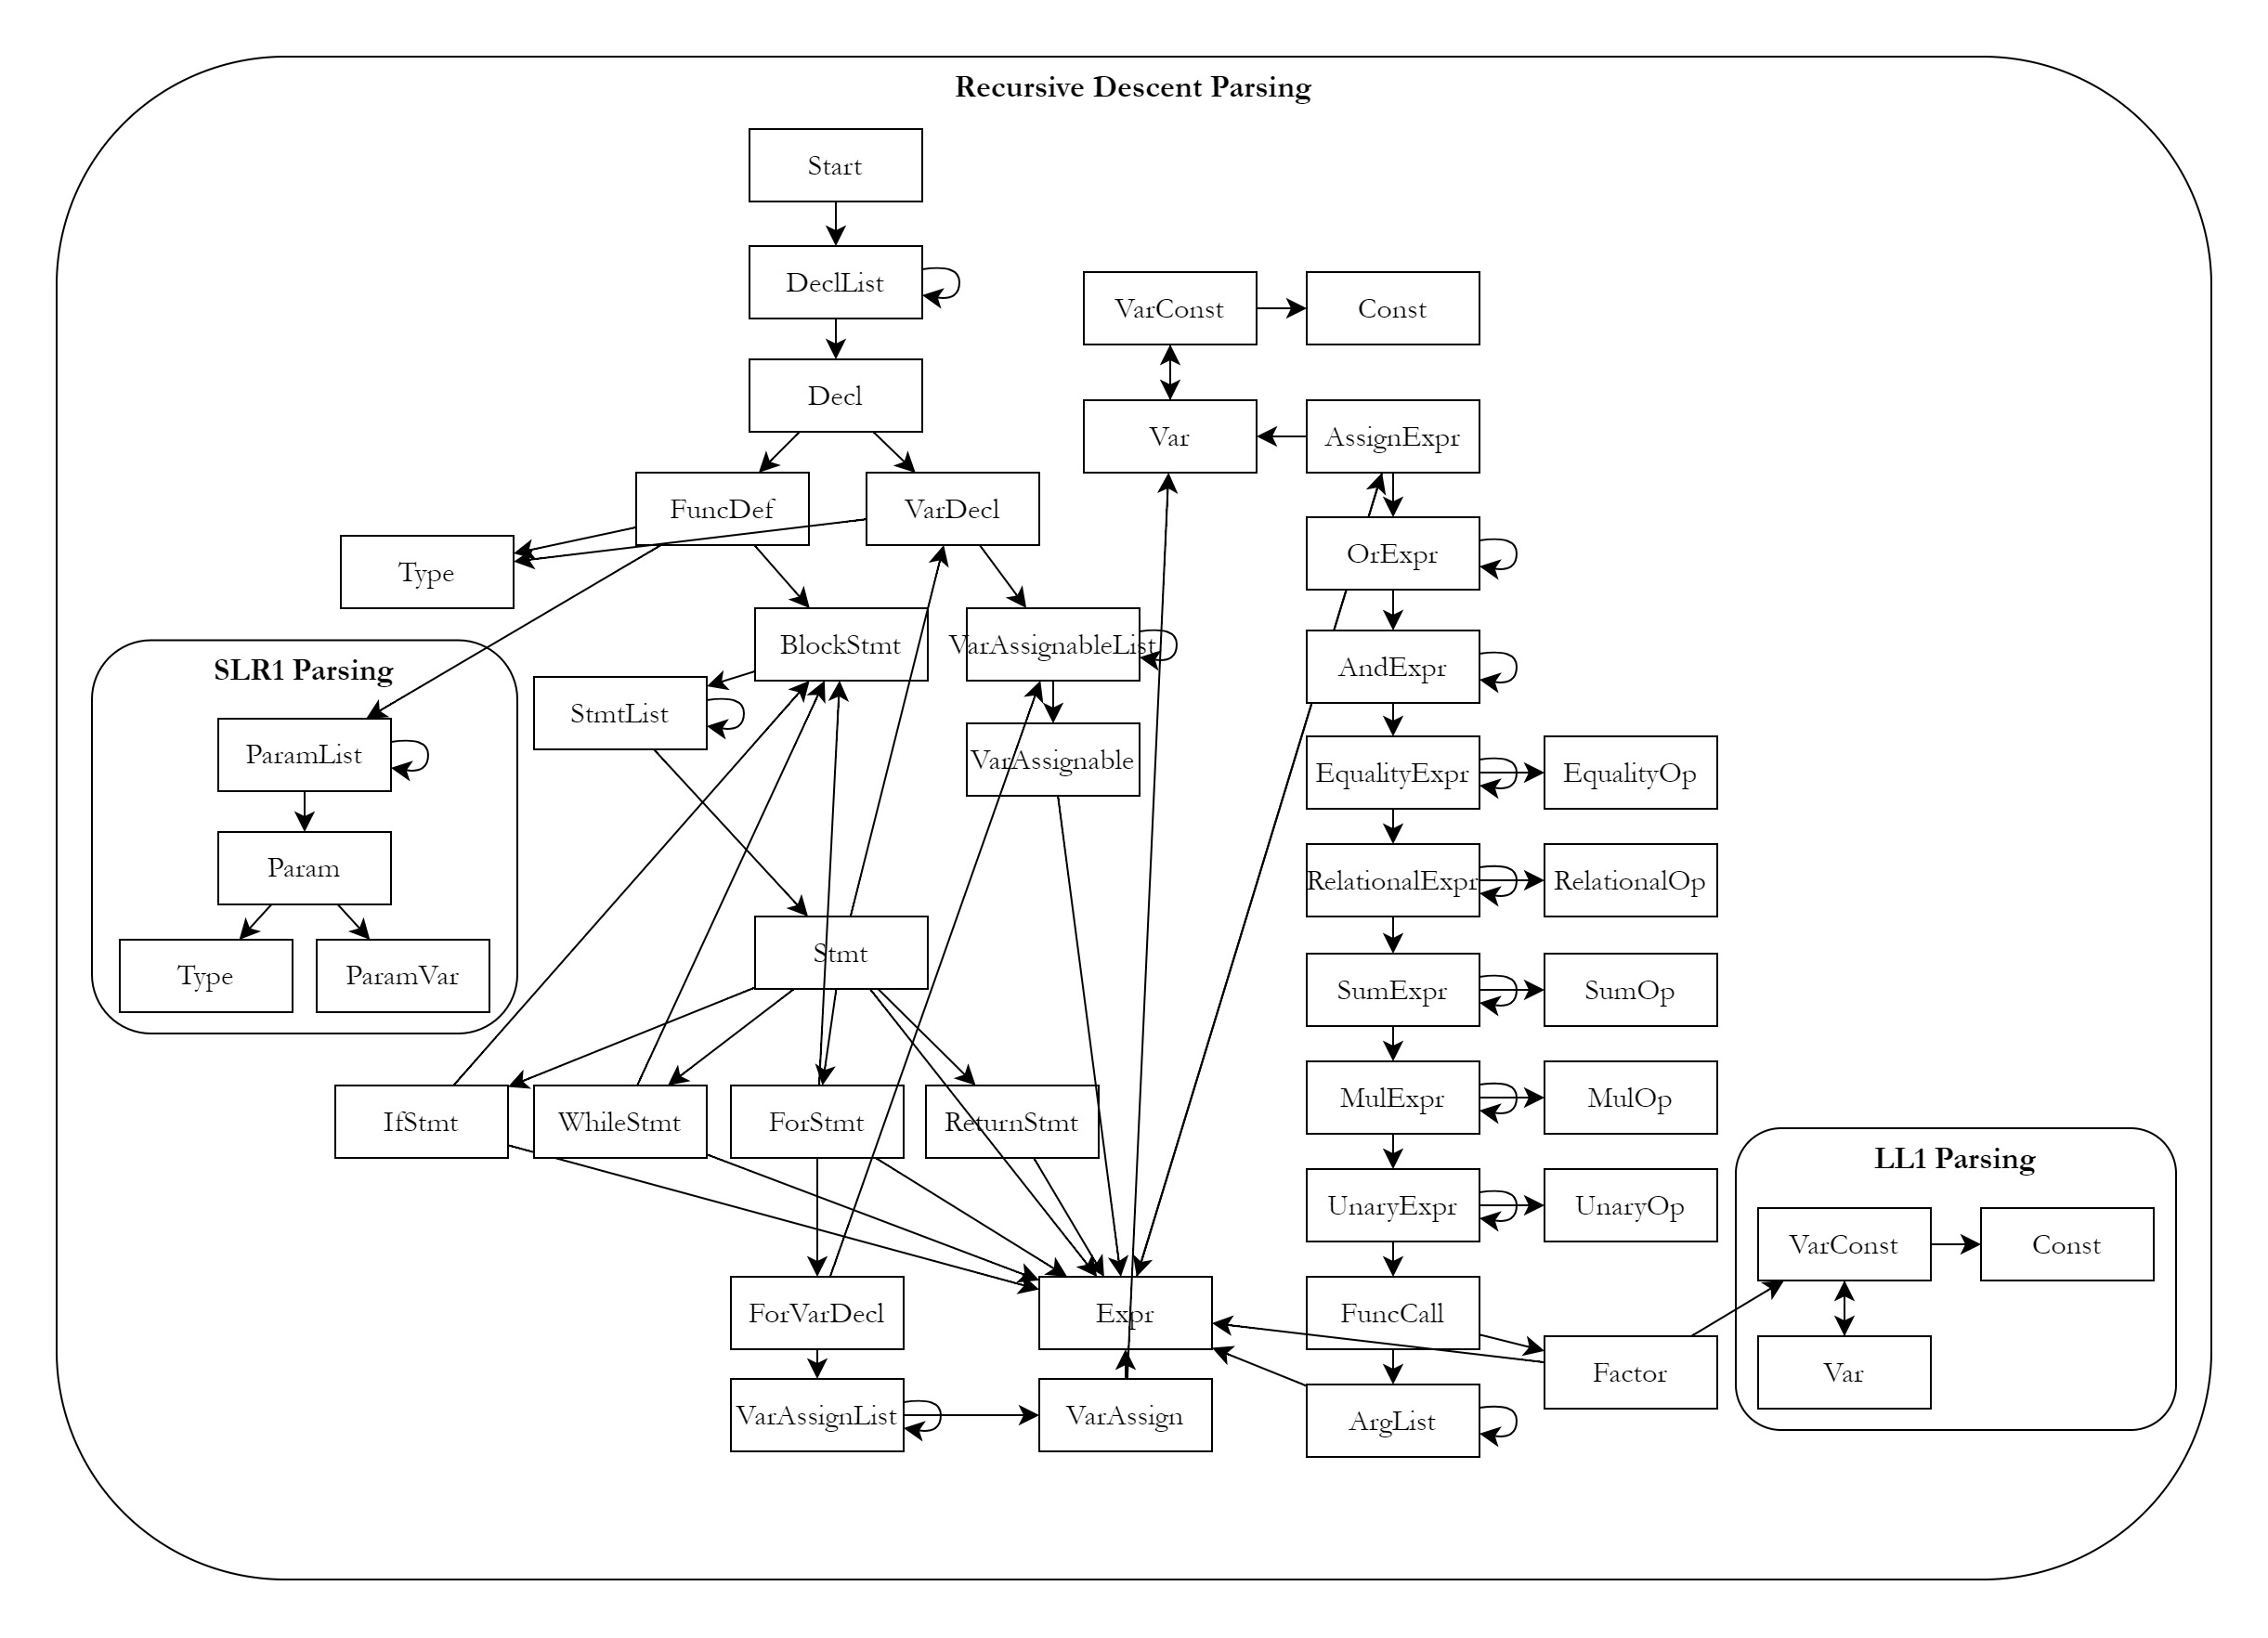 Recursive Descent Parsing
Start
DeclList
Decl
VarConst
Const
Var
AssignExpr
FuncDef
VarDecl
Type
OrExpr
BlockStmt
VarAssignableList
AndExpr
SLR1 Parsing
StmtList
ParamList
VarAssignable
EqualityExpr
EqualityOp
Param
RelationalExpr
RelationalOp
Type
ParamVar
Stmt
SumExpr
SumOp
IfStmt
WhileStmt
ForStmt
ReturnStmt
MulExpr
MulOp
LL1 Parsing
UnaryExpr
UnaryOp
VarConst
Const
ForVarDecl
Expr
FuncCall
Factor
Var
VarAssignList
VarAssign
ArgList